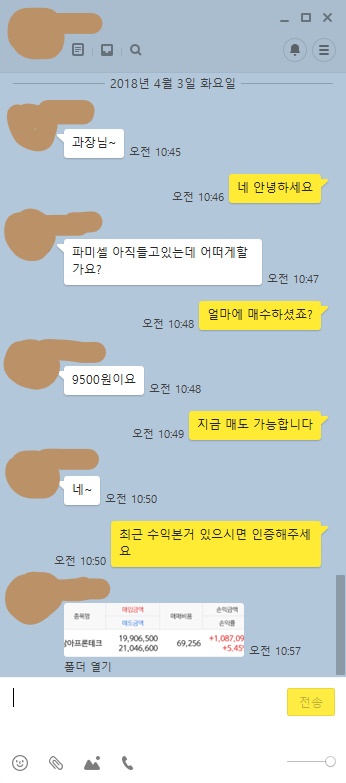 2018년 4월 3일 화요일
과장님~
오전 10:45
네 안녕하세요
오전 10:46
파미셀 아직들고있는데 어떠게할
가요?
오전 10:47
얼마에 매수하셨죠?
오전 10:48
9500원이요
오전 10:48
지금 매도 가능합니다
오전 10:49
네~
오전 10:50
최근 수익본거 있으시면 인증해주세
요
오전 10:50
종목명 매입금액 매매비용 손익금액
매도금액 손익률
아프론테크 19,906,500 69,256 +1,087,09
21,046,600 +5.45
오전 10:57
폴더 열기
전송